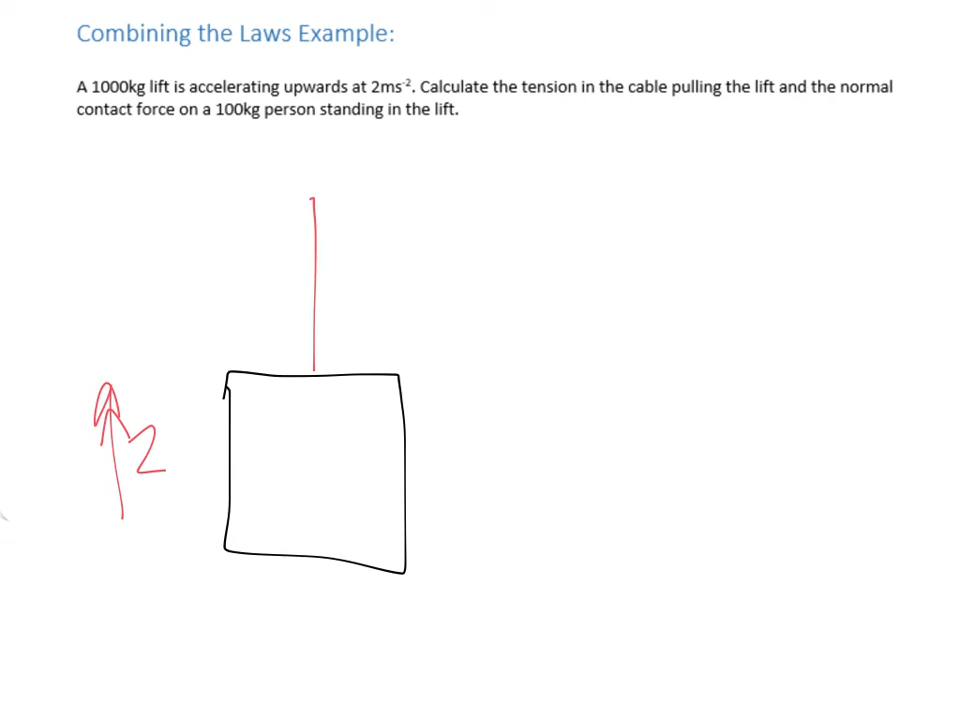 Combining the Laws Example:
A 1000kg lift is accelerating upwards at 2ms⁻². Calculate the tension in the cable pulling the lift and the normal
contact force on a 100kg person standing in the lift.
2